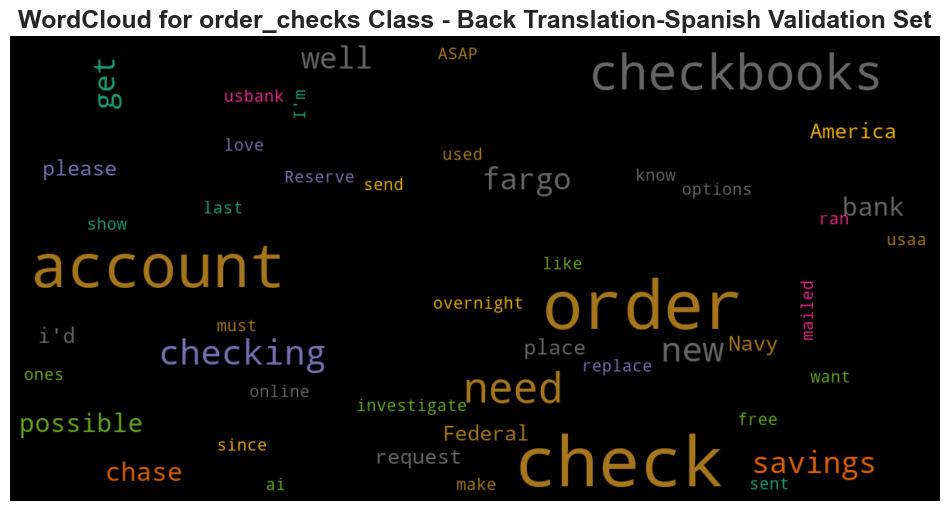 WordCloud for order_checks Class - Back Translation-Spanish Validation Set
well
ASAP
checkbooks
get
usbank
I'm
America
love
used
please
Reserve
send
fargo
know
options
last
bank
show
ran
usaa
account
like
order
overnight
mailed
must
i'd
checking
place
new
Navy
replace
ones
online
need
want
investigate
possible
free
Federal
since
request
check
savings
chase
ai
make
sent